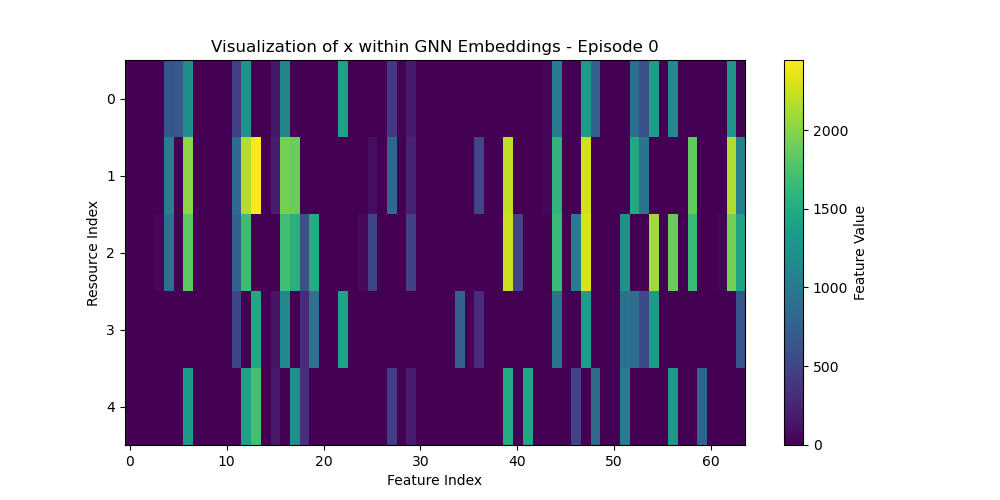 Visualization of x within GNN Embeddings - Episode 0
Resource Index
0
1
2
3
4
0 10 20 30 40 50 60
Feature Index
2000
1500
1000
500
0
Feature Value